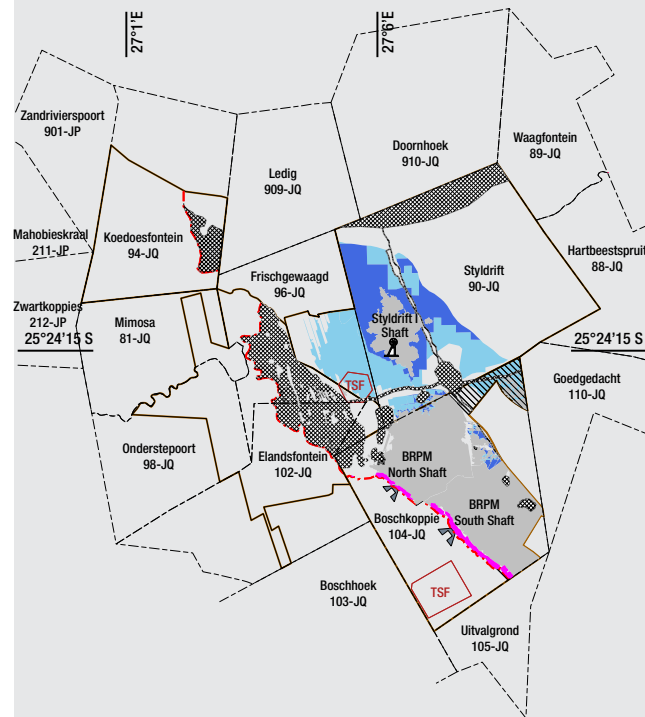 27°1'E
27°6'E
Zandrivierspoort
901-JP
Ledig
909-JQ
Doornhoek
910-JQ
Waagfontein
89-JQ
Mahobieskraal
211-JP
Koedoesfontein
94-JQ
Frischgewaagd
96-JQ
Styldrift
90-JQ
Hartbeestspruit
88-JQ
Zwartkoppies
212-JP
25°24'15 S
Mimosa
81-JQ
Styldrift I
Shaft
25°24'15 S
Goedgedacht
110-JQ
TSF
Onderstepoort
98-JQ
Elandsfontein
102-JQ
BRPM
North Shaft
BRPM
South Shaft
Boschkoppie
104-JQ
Boschhoek
103-JQ
TSF
Uitvalgrond
105-JQ